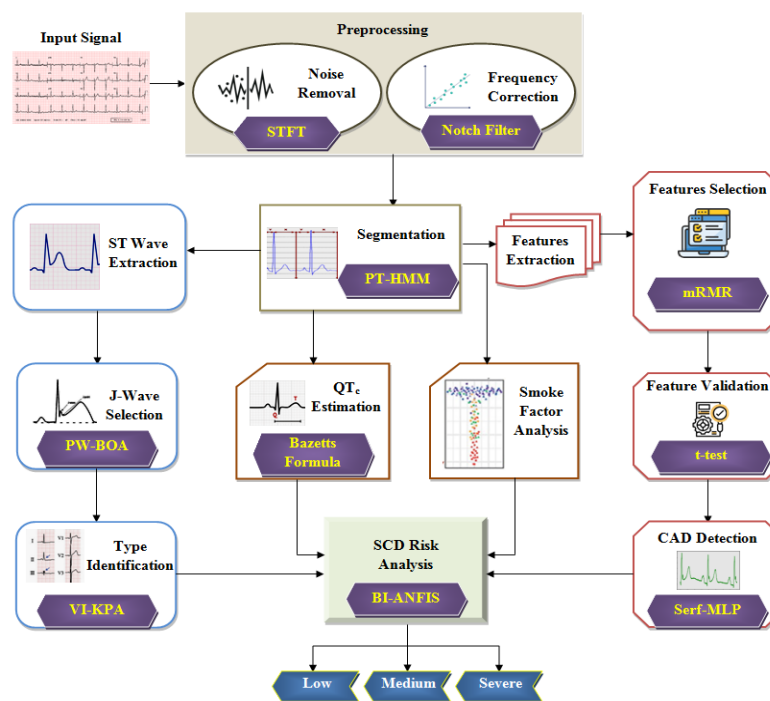 Input Signal
Preprocessing
Noise
Removal
STFT
Frequency
Correction
Notch Filter
ST Wave
Extraction
Segmentation
PT-HMM
Features
Extraction
Features Selection
mRMR
J-Wave
Selection
PW-BOA
QTc
Estimation
Bazetts
Formula
Smoke
Factor
Analysis
Feature Validation
t-test
Type
Identification
VI-KPA
SCD Risk
Analysis
BI-ANFIS
CAD Detection
Serf-MLP
Low
Medium
Severe